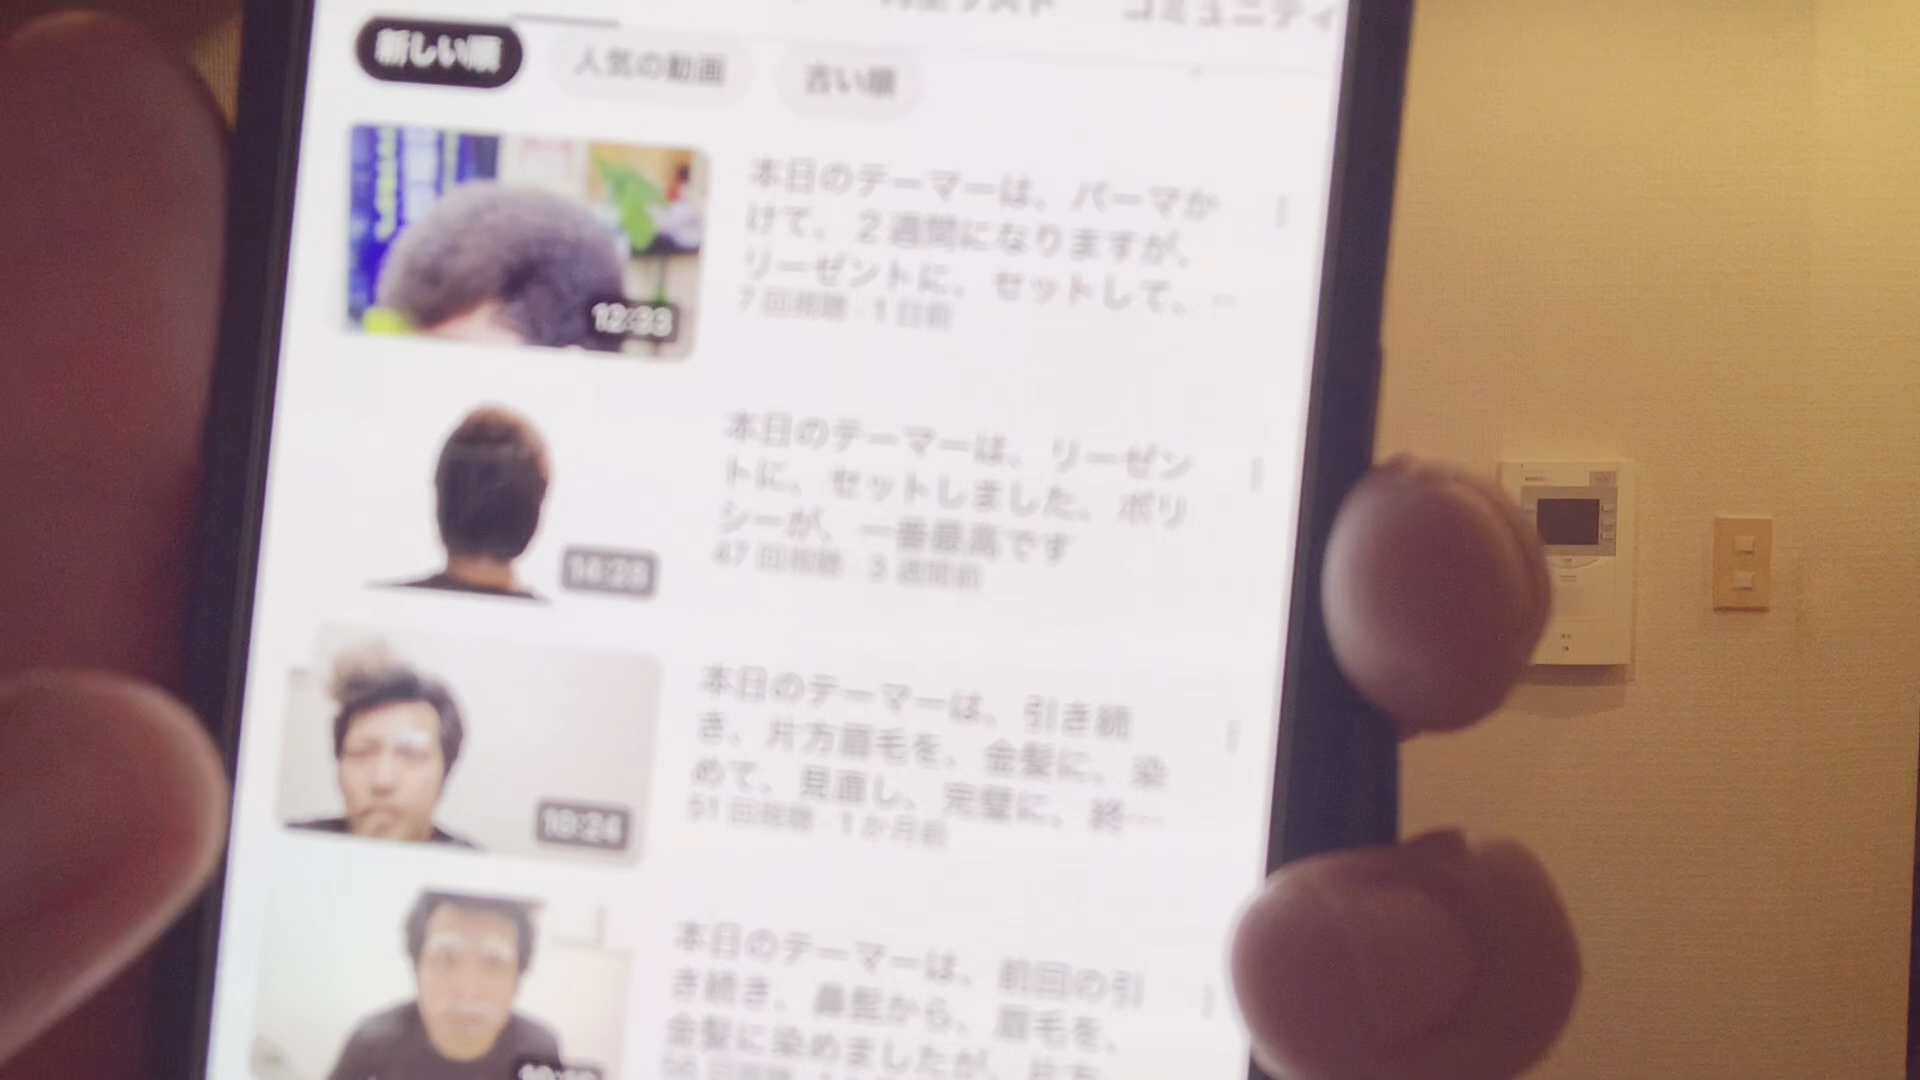 コミュニティ
新しい順 人気の動画 古い順
本日のテーマーは、パーマか
けて、２週間になりますが、
リーゼントに、セットして、…
7 回視聴・1 日前
12:33
本日のテーマーは、リーゼン
トに、セットしました、ポリ
シーが、一番最高です
47 回視聴・3 週間前
14:28
本日のテーマーは、引き続
き、片方眉毛を、金髪に、染
めて、見直し、完璧に、終…
51 回視聴・1 か月前
10:24
本日のテーマーは、前回の引
き続き、鼻髭から、眉毛を、
金髪に染めましたが、片方